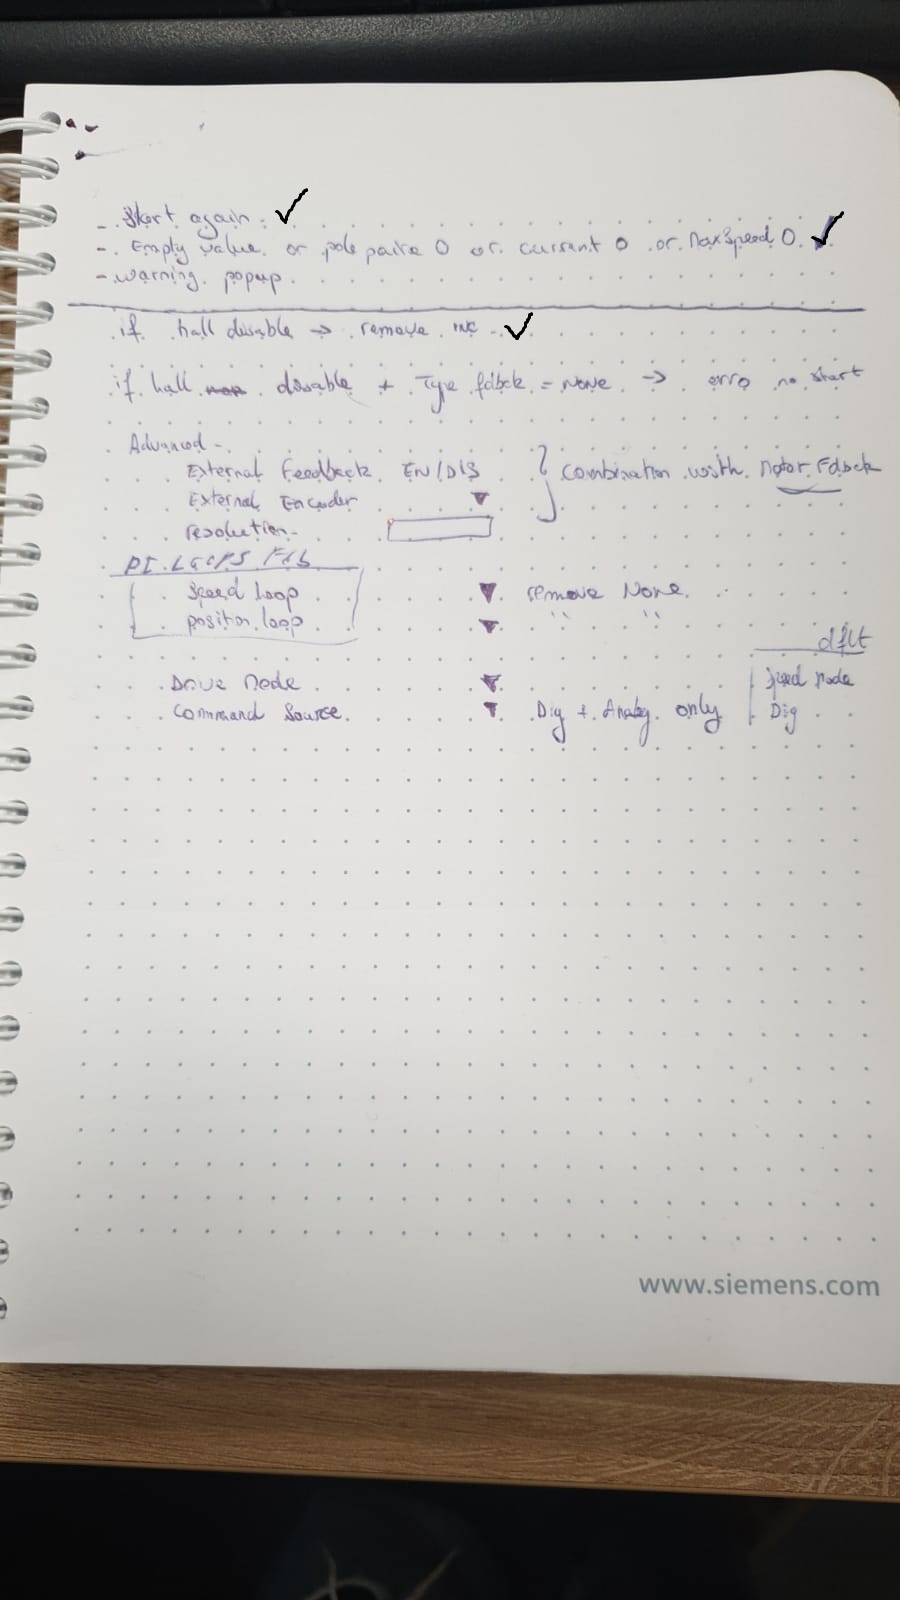 - Start again. ✓
- Empty value or pole paire 0 or current 0 or MaxSpeed 0. ✓
- warning popup
if hall disable → remove INC ✓
if hall disable + Type fdbck = NONE → erro no start
Advanced -
External Feedback EN/DIS
External Encoder
resolution -
} Combination with Motor Fdback
PI LOOPS
Speed loop ▼ remove None.
position loop ▼ " "
dflt
Drive Mode ▼ Speed Mode
Command Source ▼ Dig + Analog only Dig
www.siemens.com